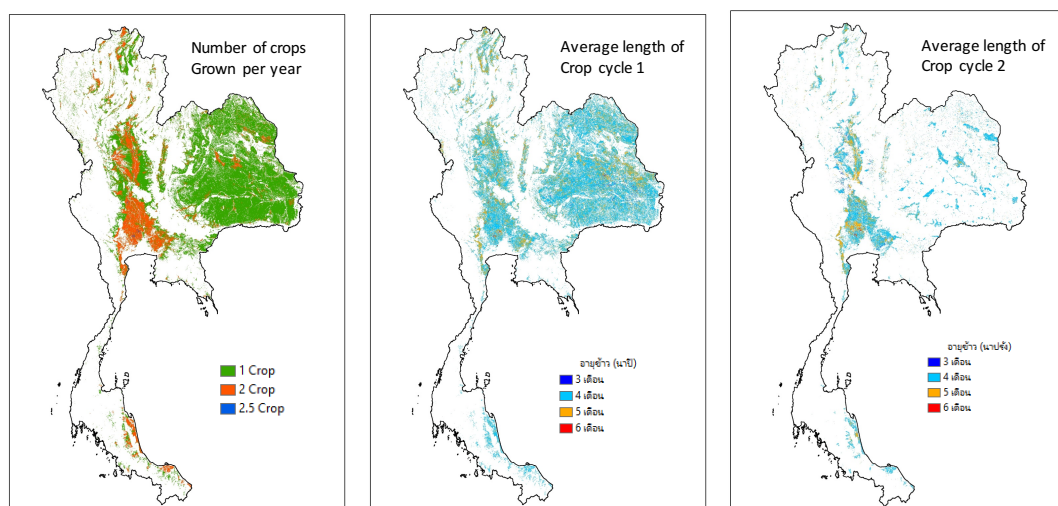 Number of crops
Grown per year
1 Crop
2 Crop
2.5 Crop
Average length of
Crop cycle 1
อายุข้าว (นาปี)
3 เดือน
4 เดือน
5 เดือน
6 เดือน
Average length of
Crop cycle 2
อายุข้าว (นาปรัง)
3 เดือน
4 เดือน
5 เดือน
6 เดือน